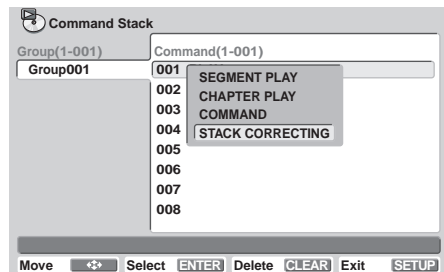 Command Stack
Group(1-001) Command(1-001)
Group001 001
SEGMENT PLAY
002
CHAPTER PLAY
003
COMMAND
004
STACK CORRECTING
005
006
007
008
Move Select ENTER Delete CLEAR Exit SETUP